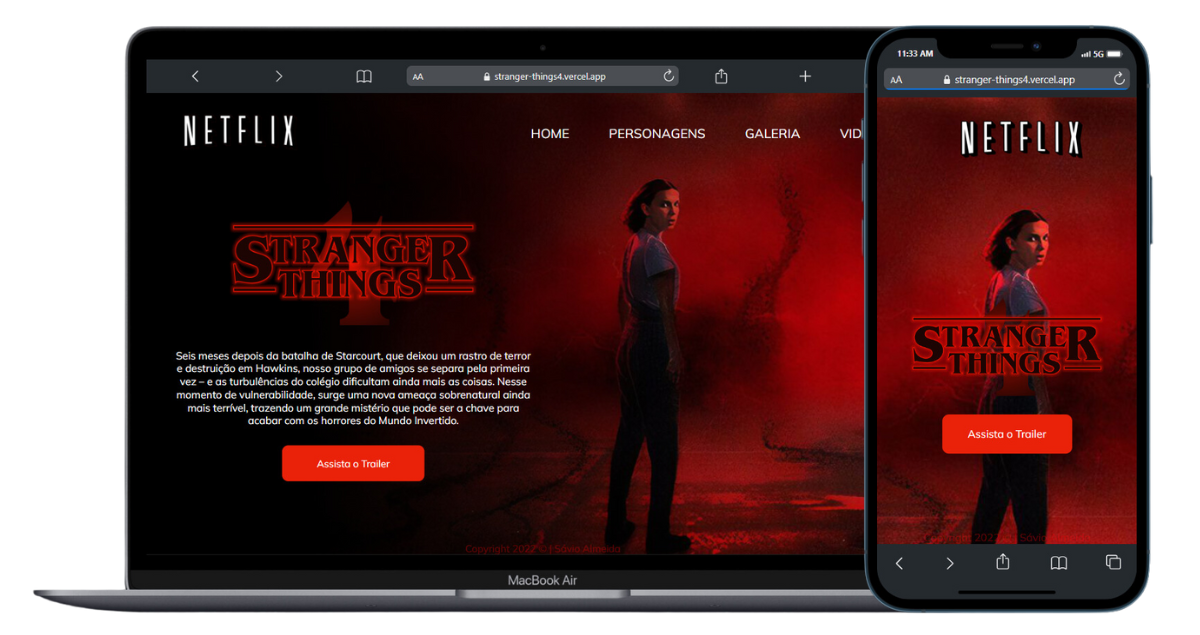 AA
stranger-things4.vercel.app
NETFLIX
HOME PERSONAGENS GALERIA VID
4
STRANGER
THINGS
Seis meses depois da batalha de Starcourt, que deixou um rastro de terror
e destruição em Hawkins, nosso grupo de amigos se separa pela primeira
vez – e as turbulências do colégio dificultam ainda mais as coisas. Nesse
momento de vulnerabilidade, surge uma nova ameaça sobrenatural ainda
mais terrível, trazendo um grande mistério que pode ser a chave para
acabar com os horrores do Mundo Invertido.
Assista o Trailer
Copyright 2022 © | Sávio Almeida
MacBook Air
11:33 AM 5G
AA stranger-things4.vercel.app
NETFLIX
STRANGER
THINGS
Assista o Trailer